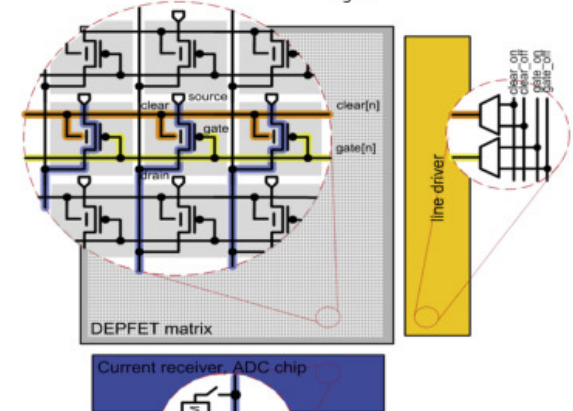 clear_on
clear_off
gate_on
gate_off
source
clear
clear[n]
gate
gate[n]
drain
line driver
DEPFET matrix
Current receiver, ADC chip